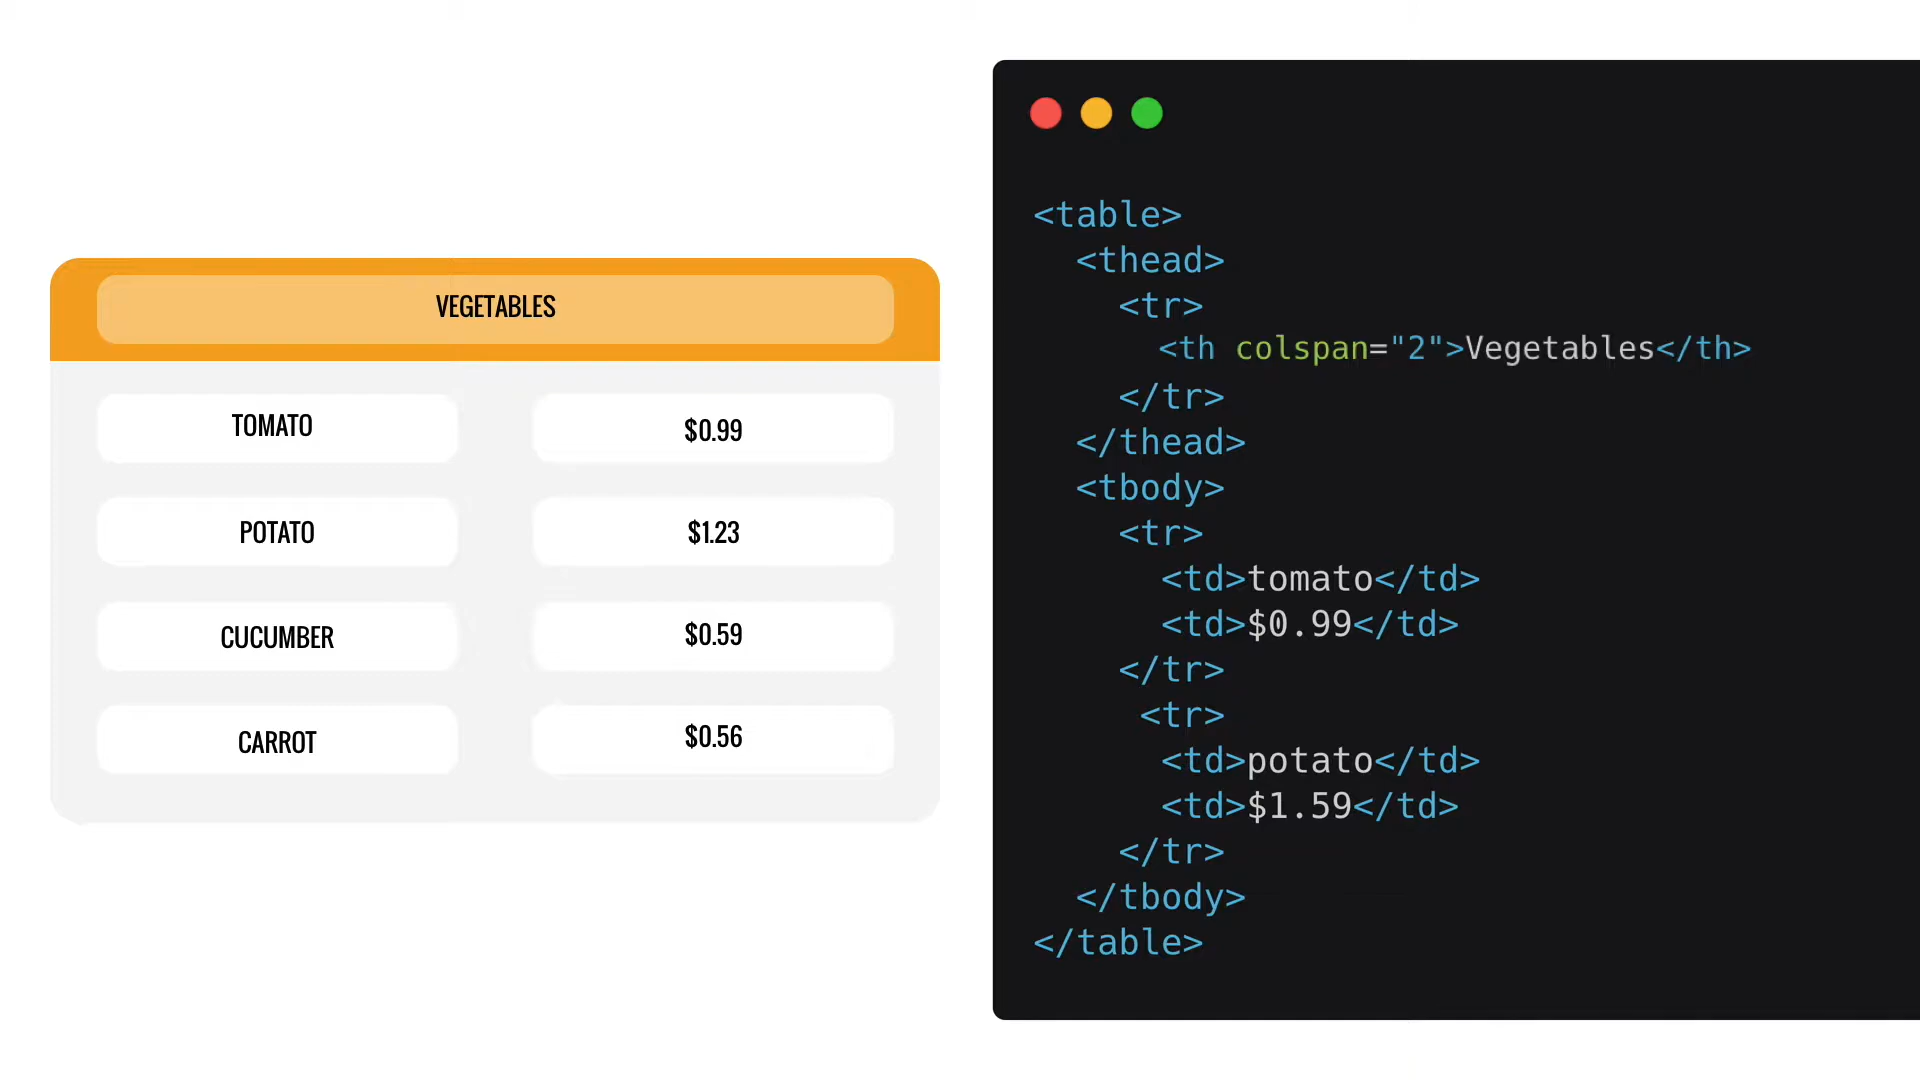 VEGETABLES
TOMATO $0.99
POTATO $1.23
CUCUMBER $0.59
CARROT $0.56
<table>
<thead>
<tr>
<th colspan="2">Vegetables</th>
</tr>
</thead>
<tbody>
<tr>
<td>tomato</td>
<td>$0.99</td>
</tr>
<tr>
<td>potato</td>
<td>$1.59</td>
</tr>
</tbody>
</table>